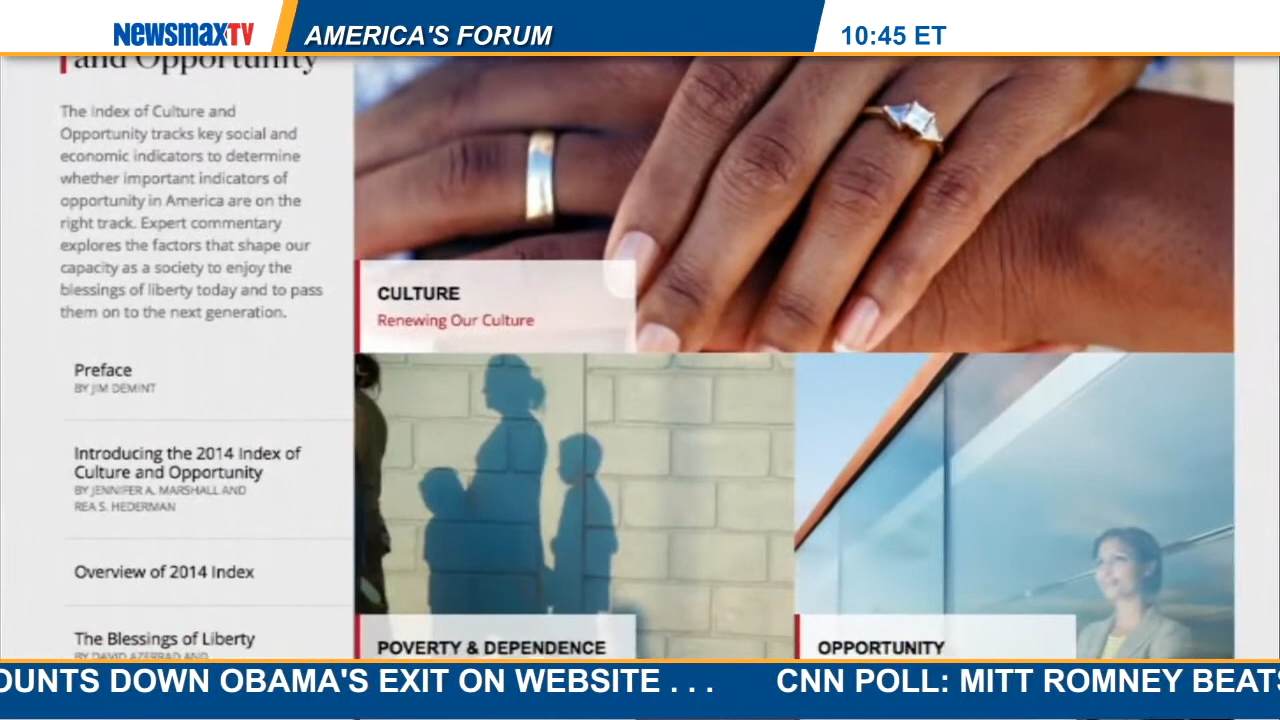 NewsmaxTV
AMERICA'S FORUM
10:45 ET
and Opportunity
The Index of Culture and
Opportunity tracks key social and
economic indicators to determine
whether important indicators of
opportunity in America are on the
right track. Expert commentary
explores the factors that shape our
capacity as a society to enjoy the
blessings of liberty today and to pass
them on to the next generation.
Preface
BY JIM DEMINT
Introducing the 2014 Index of
Culture and Opportunity
BY JENNIFER A. MARSHALL AND
REA S. HEDERMAN
Overview of 2014 Index
The Blessings of Liberty
BY DAVID AZERRAD AND
CULTURE
Renewing Our Culture
POVERTY & DEPENDENCE
OPPORTUNITY
OUNTS DOWN OBAMA'S EXIT ON WEBSITE . . . CNN POLL: MITT ROMNEY BEATS